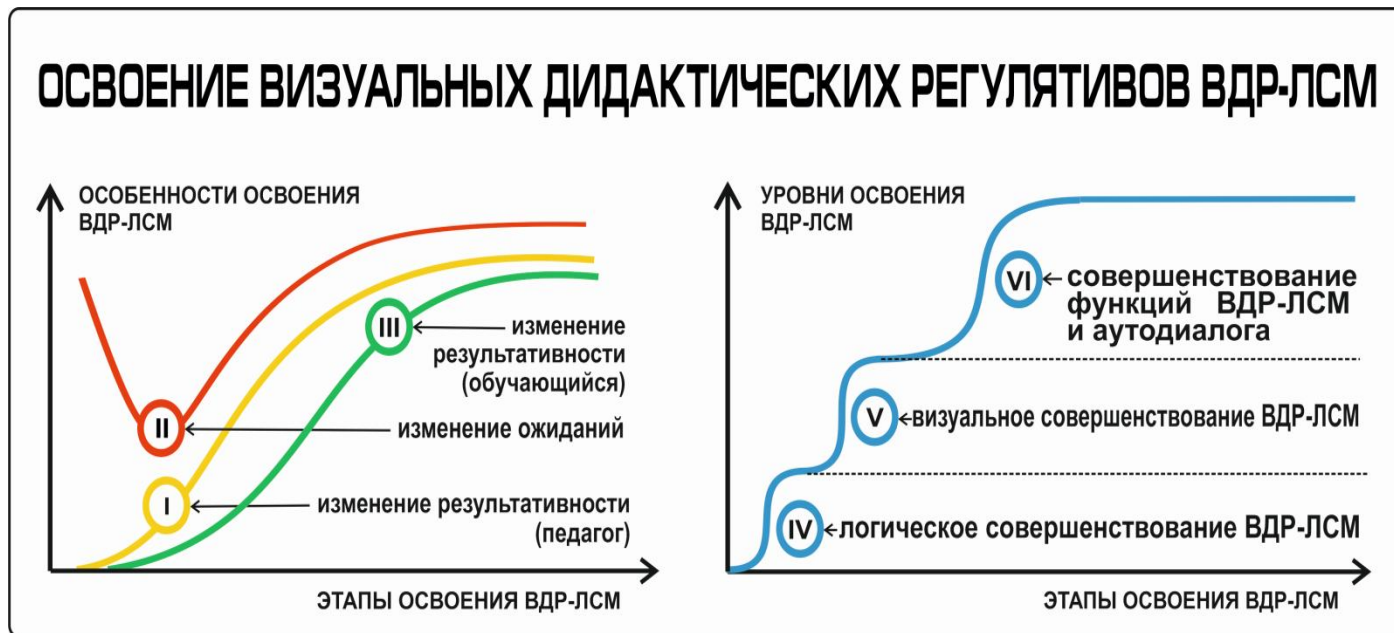 ОСВОЕНИЕ ВИЗУАЛЬНЫХ ДИДАКТИЧЕСКИХ РЕГУЛЯТИВОВ ВДР-ЛСМ
ОСОБЕННОСТИ ОСВОЕНИЯ
ВДР-ЛСМ
III
изменение
результативности
(обучающийся)
II
изменение ожиданий
I
изменение результативности
(педагог)
ЭТАПЫ ОСВОЕНИЯ ВДР-ЛСМ
УРОВНИ ОСВОЕНИЯ
ВДР-ЛСМ
VI
совершенствование
функций ВДР-ЛСМ
и аутодиалога
V
визуальное совершенствование ВДР-ЛСМ
IV
логическое совершенствование ВДР-ЛСМ
ЭТАПЫ ОСВОЕНИЯ ВДР-ЛСМ